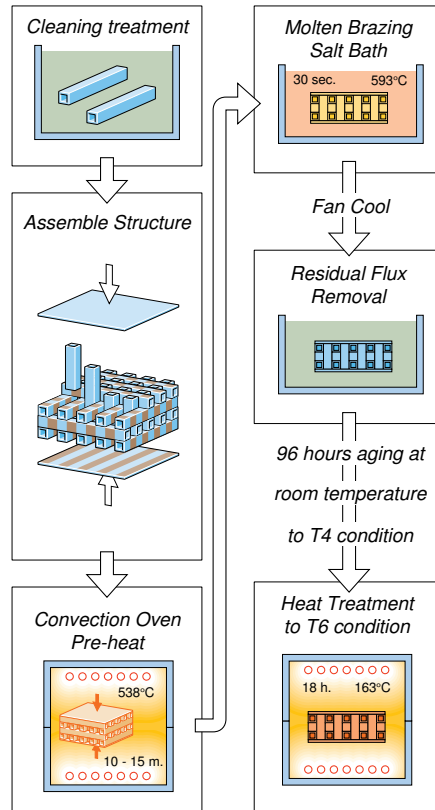 Cleaning treatment
Assemble Structure
Convection Oven
Pre-heat
538°C
10 - 15 m.
Molten Brazing
Salt Bath
30 sec. 593°C
Fan Cool
Residual Flux
Removal
96 hours aging at
room temperature
to T4 condition
Heat Treatment
to T6 condition
18 h. 163°C